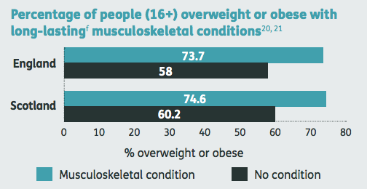 Percentage of people (16+) overweight or obese with
long-lastingᶠ musculoskeletal conditions²⁰,²¹
England
73.7
58
Scotland
74.6
60.2
0 10 20 30 40 50 60 70 80
% overweight or obese
Musculoskeletal condition No condition